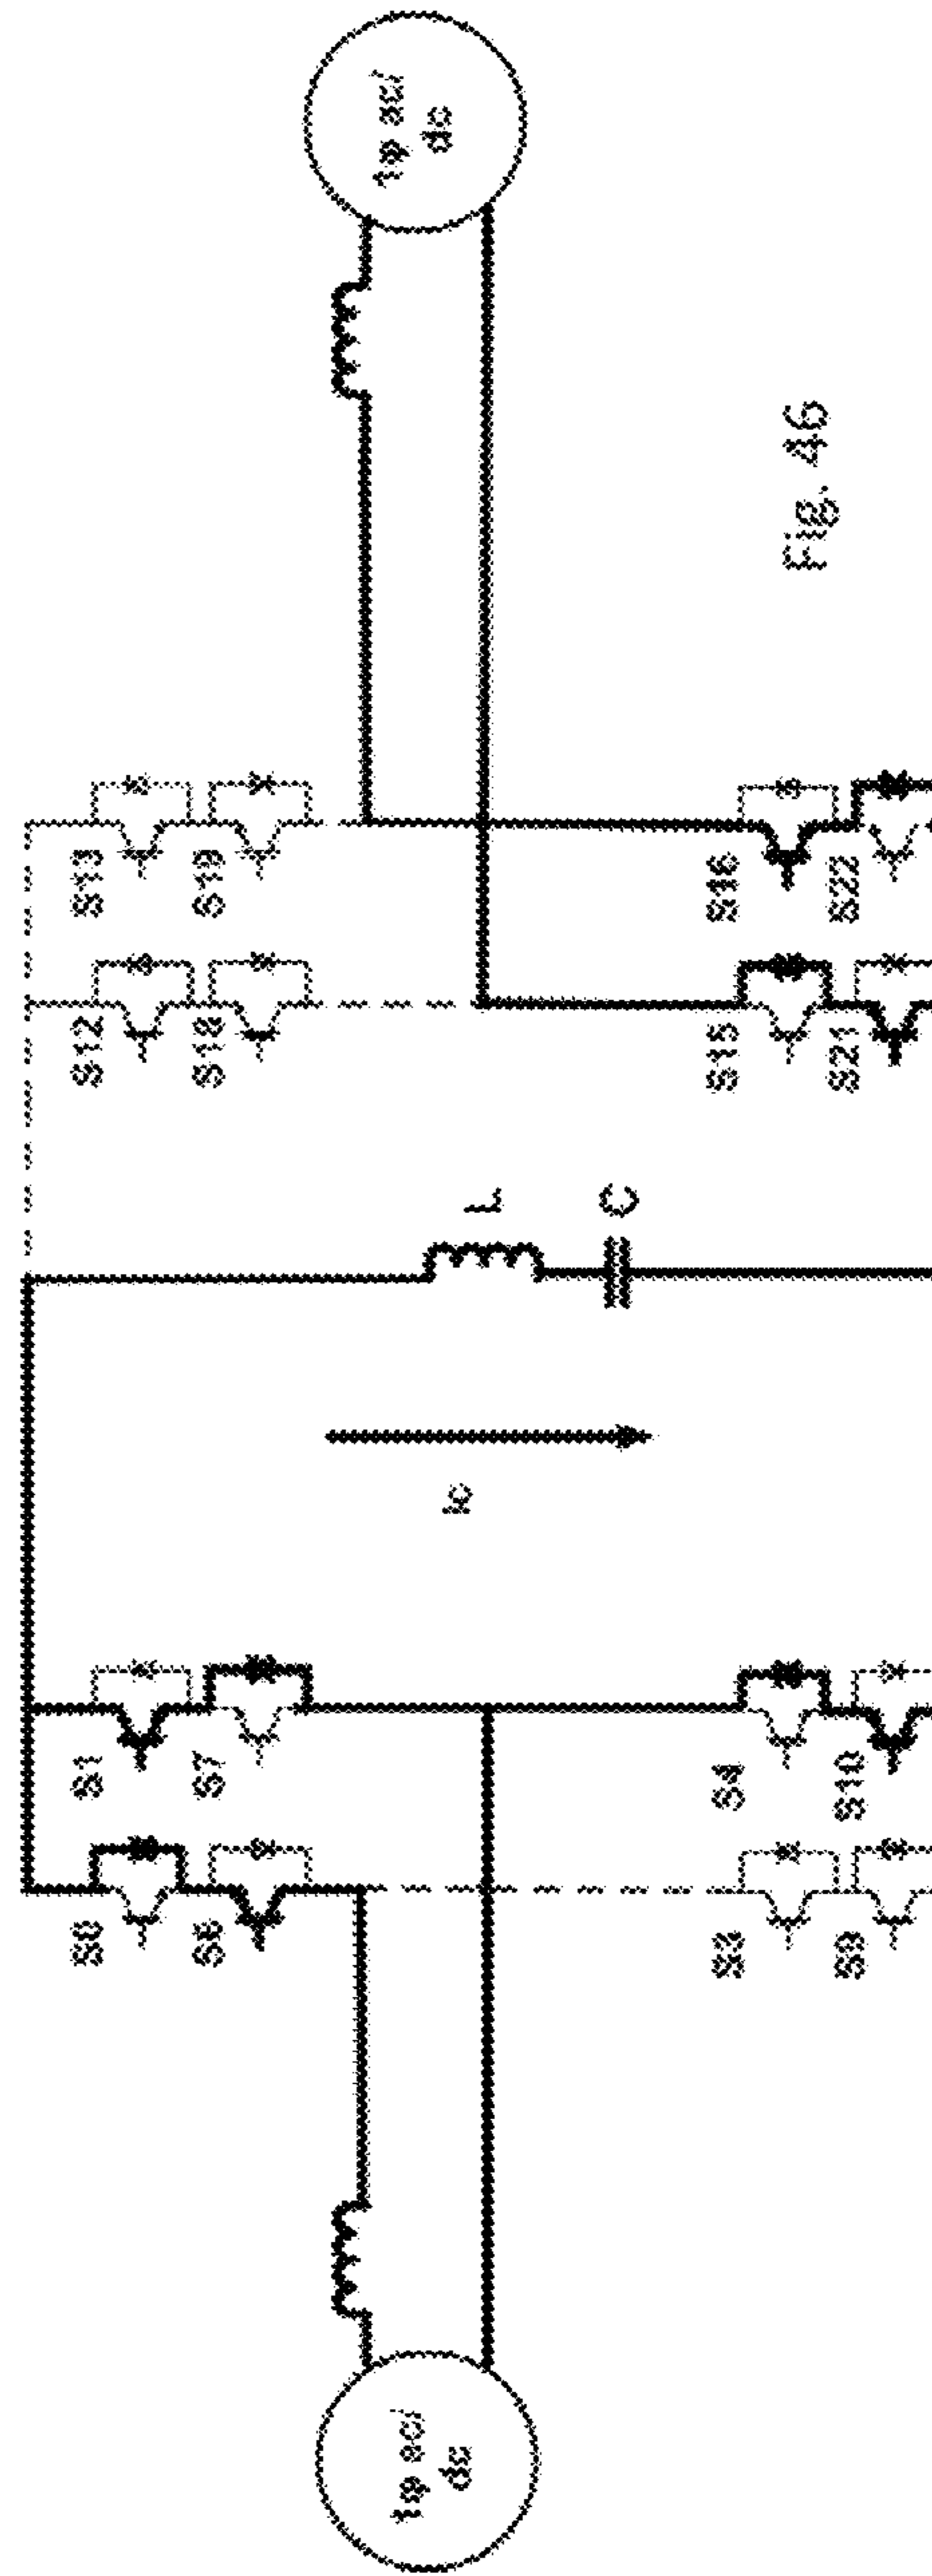 1φ ac/
dc
S0
S6
S1
S7
S3
S9
S4
S10
Ic
L
C
S12
S18
S13
S19
S15
S21
S16
S22
1φ ac/
dc
Fig. 46